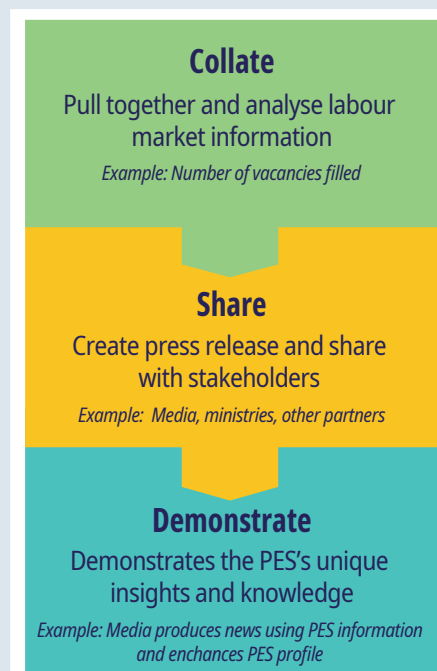 Collate
Pull together and analyse labour
market information
Example: Number of vacancies filled
Share
Create press release and share
with stakeholders
Example: Media, ministries, other partners
Demonstrate
Demonstrates the PES's unique
insights and knowledge
Example: Media produces news using PES information
and enchances PES profile